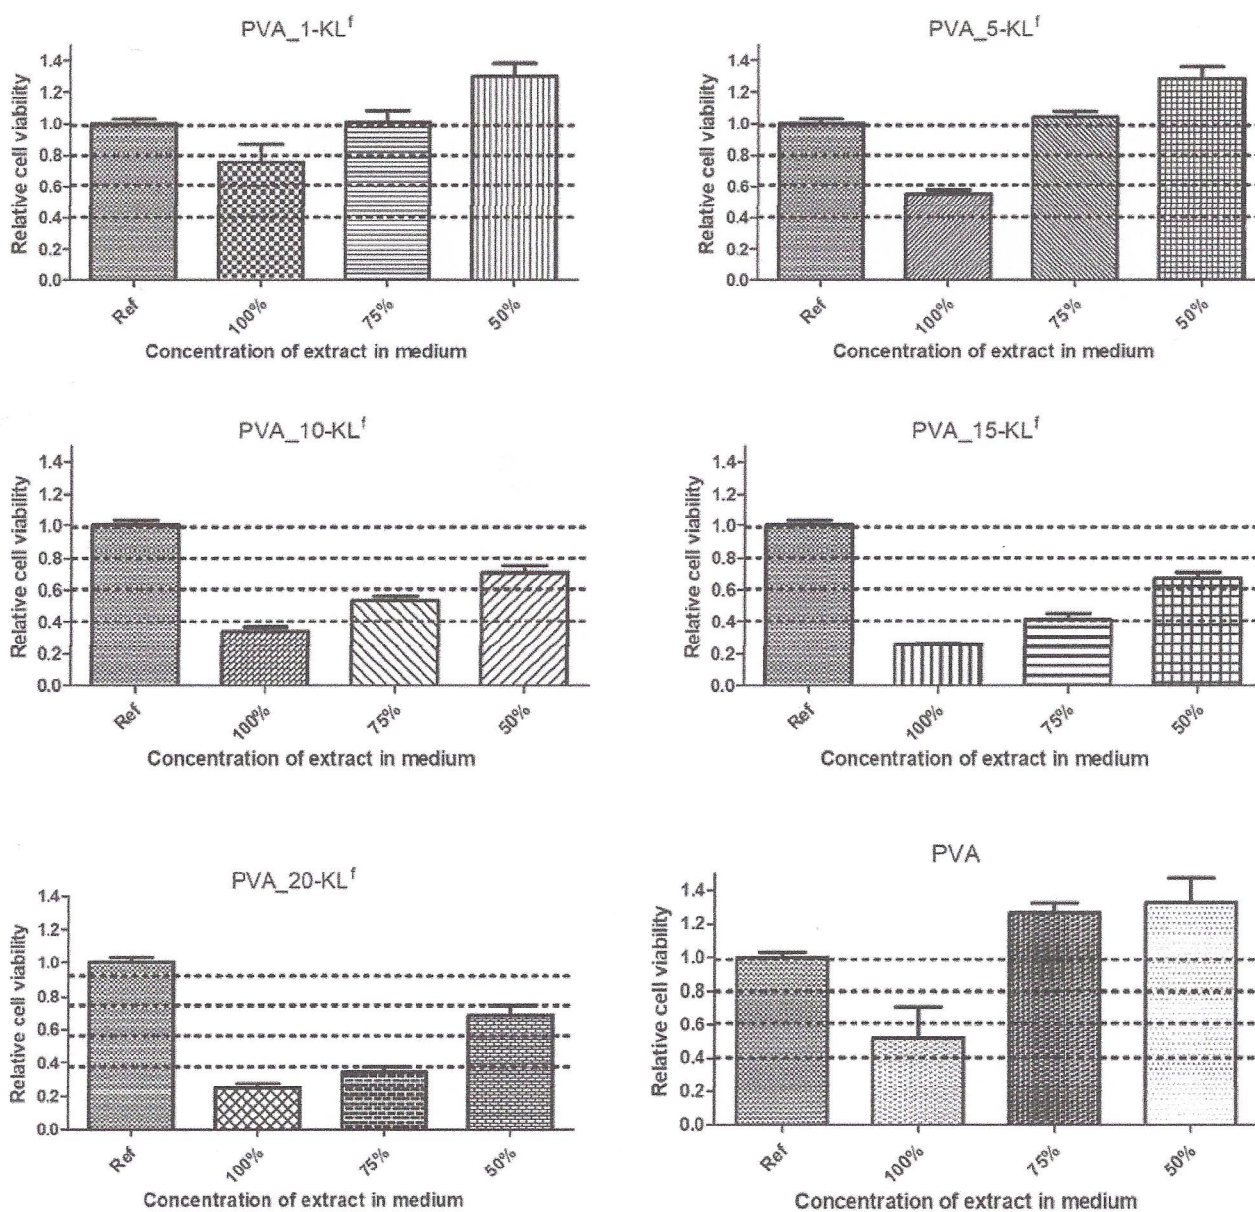 PVA_1-KLᶠ
Relative cell viability
1.4
1.2
1.0
0.8
0.6
0.4
0.2
0.0
Ref
100%
75%
50%
Concentration of extract in medium
PVA_5-KLᶠ
Relative cell viability
1.4
1.2
1.0
0.8
0.6
0.4
0.2
0.0
Ref
100%
75%
50%
Concentration of extract in medium
PVA_10-KLᶠ
Relative cell viability
1.4
1.2
1.0
0.8
0.6
0.4
0.2
0.0
Ref
100%
75%
50%
Concentration of extract in medium
PVA_15-KLᶠ
Relative cell viability
1.4
1.2
1.0
0.8
0.6
0.4
0.2
0.0
Ref
100%
75%
50%
Concentration of extract in medium
PVA_20-KLᶠ
Relative cell viability
1.4
1.2
1.0
0.8
0.6
0.4
0.2
0.0
Ref
100%
75%
50%
Concentration of extract in medium
PVA
Relative cell viability
1.4
1.2
1.0
0.8
0.6
0.4
0.2
0.0
Ref
100%
75%
50%
Concentration of extract in medium